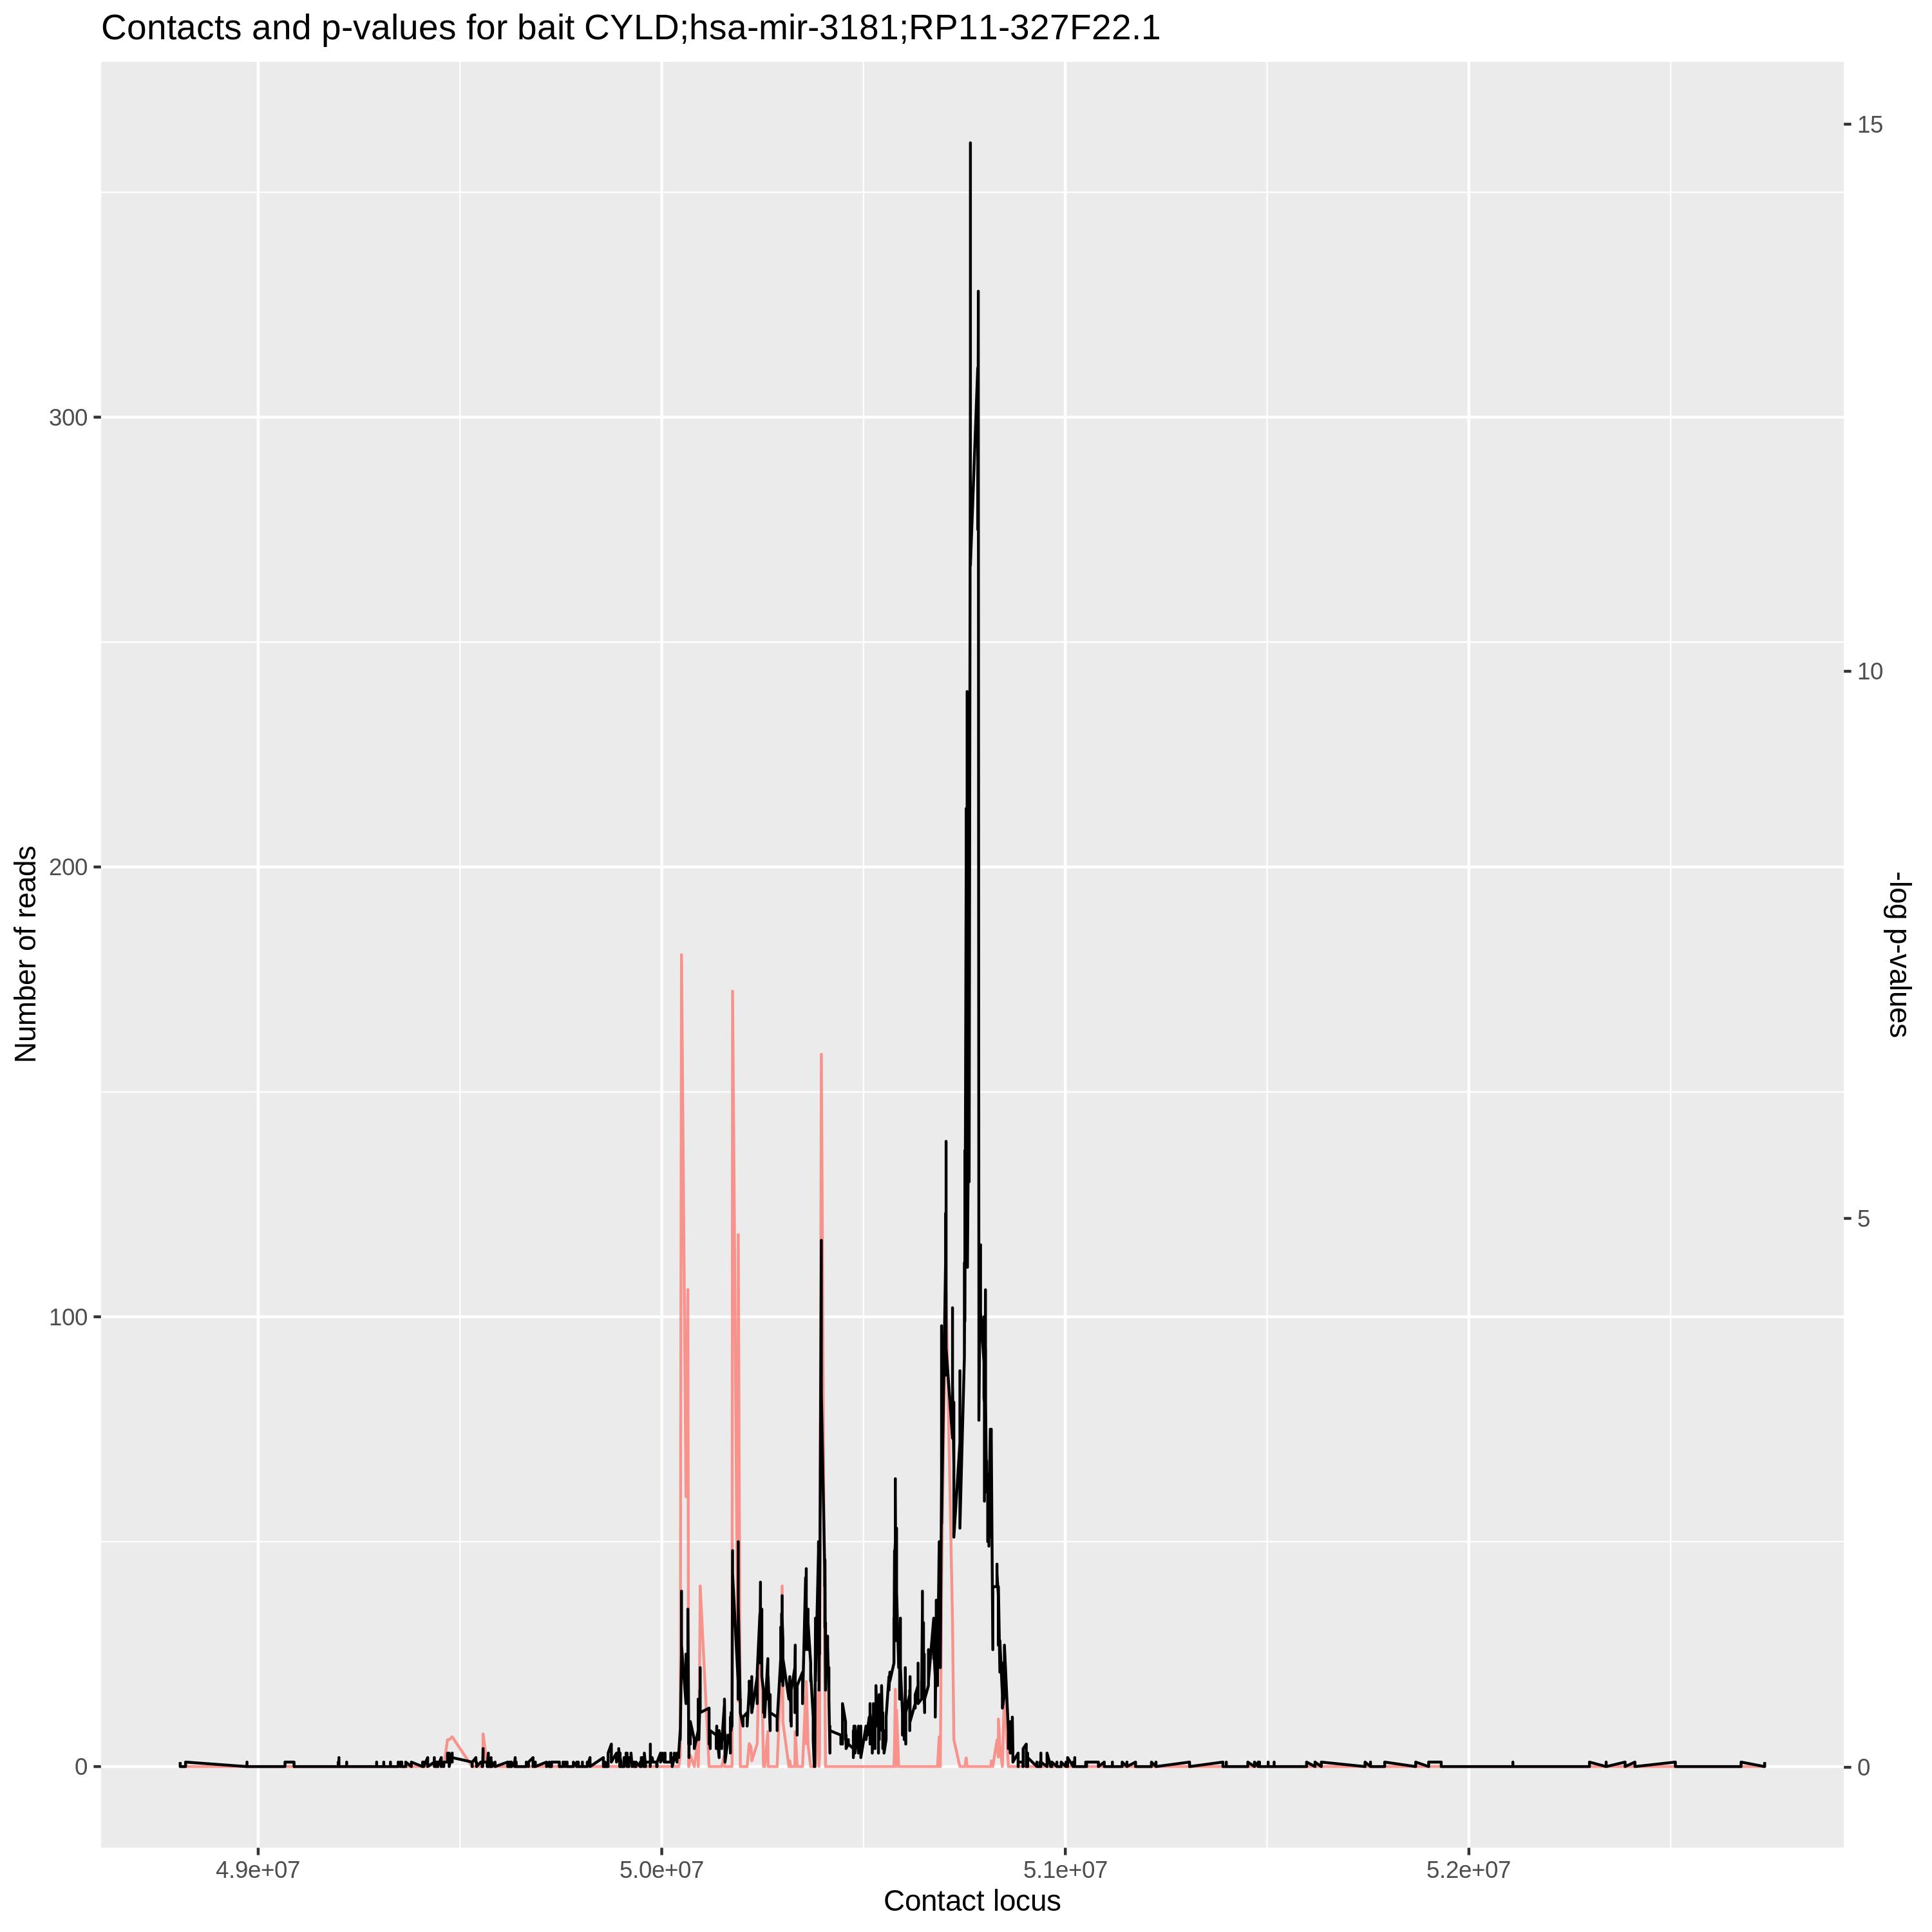 Contacts and p-values for bait CYLD;hsa-mir-3181;RP11-327F22.1
15
300
10
200
Number of reads
-log p-values
5
100
0
0
4.9e+07 5.0e+07 5.1e+07 5.2e+07
Contact locus